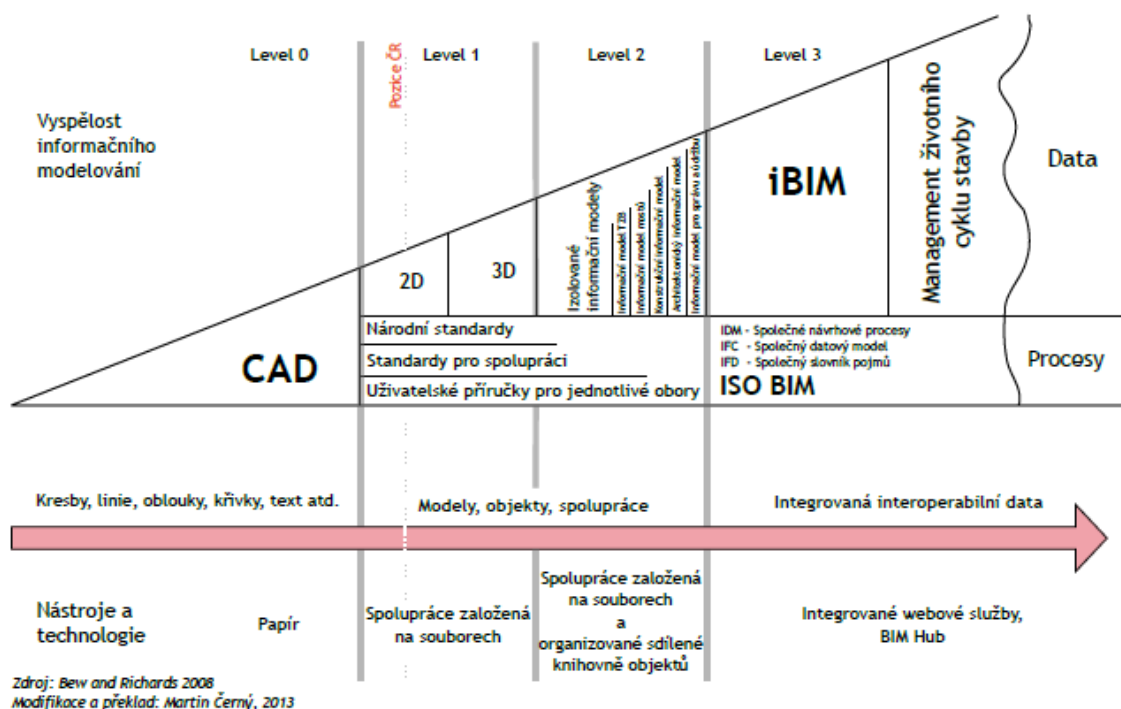 Level 0
Pozice ČR
Level 1
Level 2
Level 3
Vyspělost
informačního
modelování
2D
3D
Izolované
informační modely
Informační model TZB
Informační model mostů
Konstrukční informační model
Architektonický informační model
Informační model pro správu a údržbu
iBIM
Management životního
cyklu stavby
Data
CAD
Národní standardy
Standardy pro spolupráci
Uživatelské příručky pro jednotlivé obory
IDM - Společné návrhové procesy
IFC - Společný datový model
IFD - Společný slovník pojmů
ISO BIM
Procesy
Kresby, linie, oblouky, křivky, text atd.
Modely, objekty, spolupráce
Integrovaná interoperabilní data
Nástroje a
technologie
Papír
Spolupráce založená
na souborech
Spolupráce založená
na souborech
a
organizované sdílené
knihovně objektů
Integrované webové služby,
BIM Hub
Zdroj: Bew and Richards 2008
Modifikace a překlad: Martin Černý, 2013